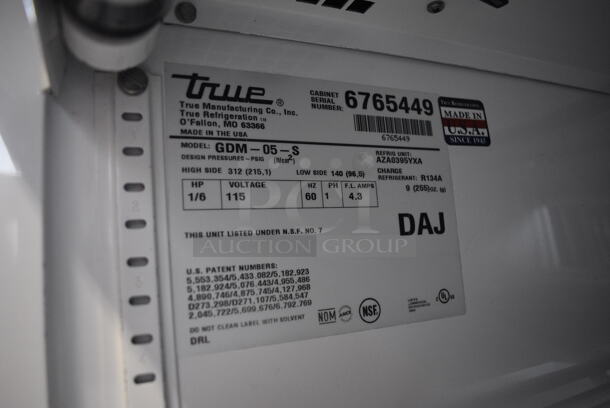 true ®
True Manufacturing Co., Inc.
True Refrigeration TM
O'Fallon, MO 63366
MADE IN THE USA
CABINET SERIAL NUMBER: 6765449
6765449
TRUE REFRIGERATION
MADE IN
U.S.A.
SINCE 1945
MODEL: GDM-05-S
DESIGN PRESSURES-PSIG
REFRIG UNIT:
AZA0395YXA
HIGH SIDE 312 (215,1) LOW SIDE 140 (96,5)
CHARGE
REFRIGERANT: R134A
9 (255)oz. (g)
HP VOLTAGE HZ PH F.L. AMPS
1/6 115 60 1 4.3
DAJ
THIS UNIT LISTED UNDER N.S.F. NO. 7
PCI
AUCTION GROUP
U.S. PATENT NUMBERS:
5,553,354/5,433,082/5,182,923
5,182,924/5,076,443/4,955,486
4,890,746/4,875,745/4,127,968
D273,298/D271,107/5,584,547
2,045,722/5,699,676/6,792,769
DO NOT CLEAN LABEL WITH SOLVENT
DRL
NOM
NSF
UL